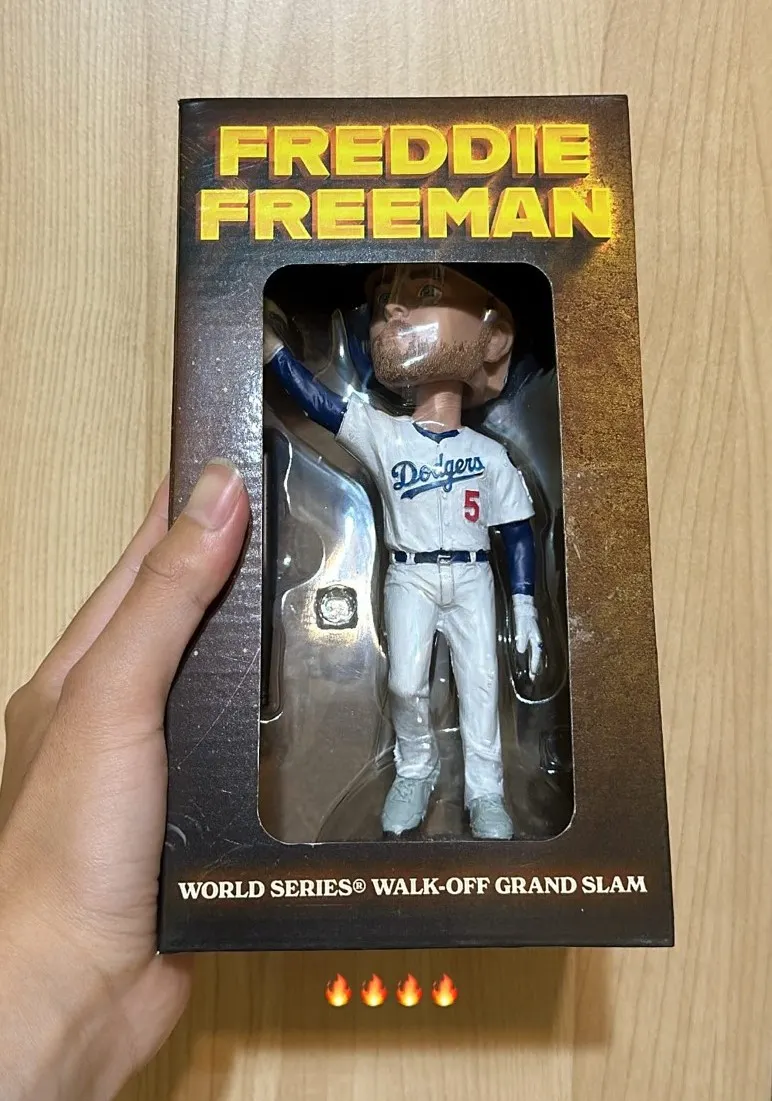 FREDDIE
FREEMAN
Dodgers
5
WORLD SERIES® WALK-OFF GRAND SLAM
🔥🔥🔥🔥